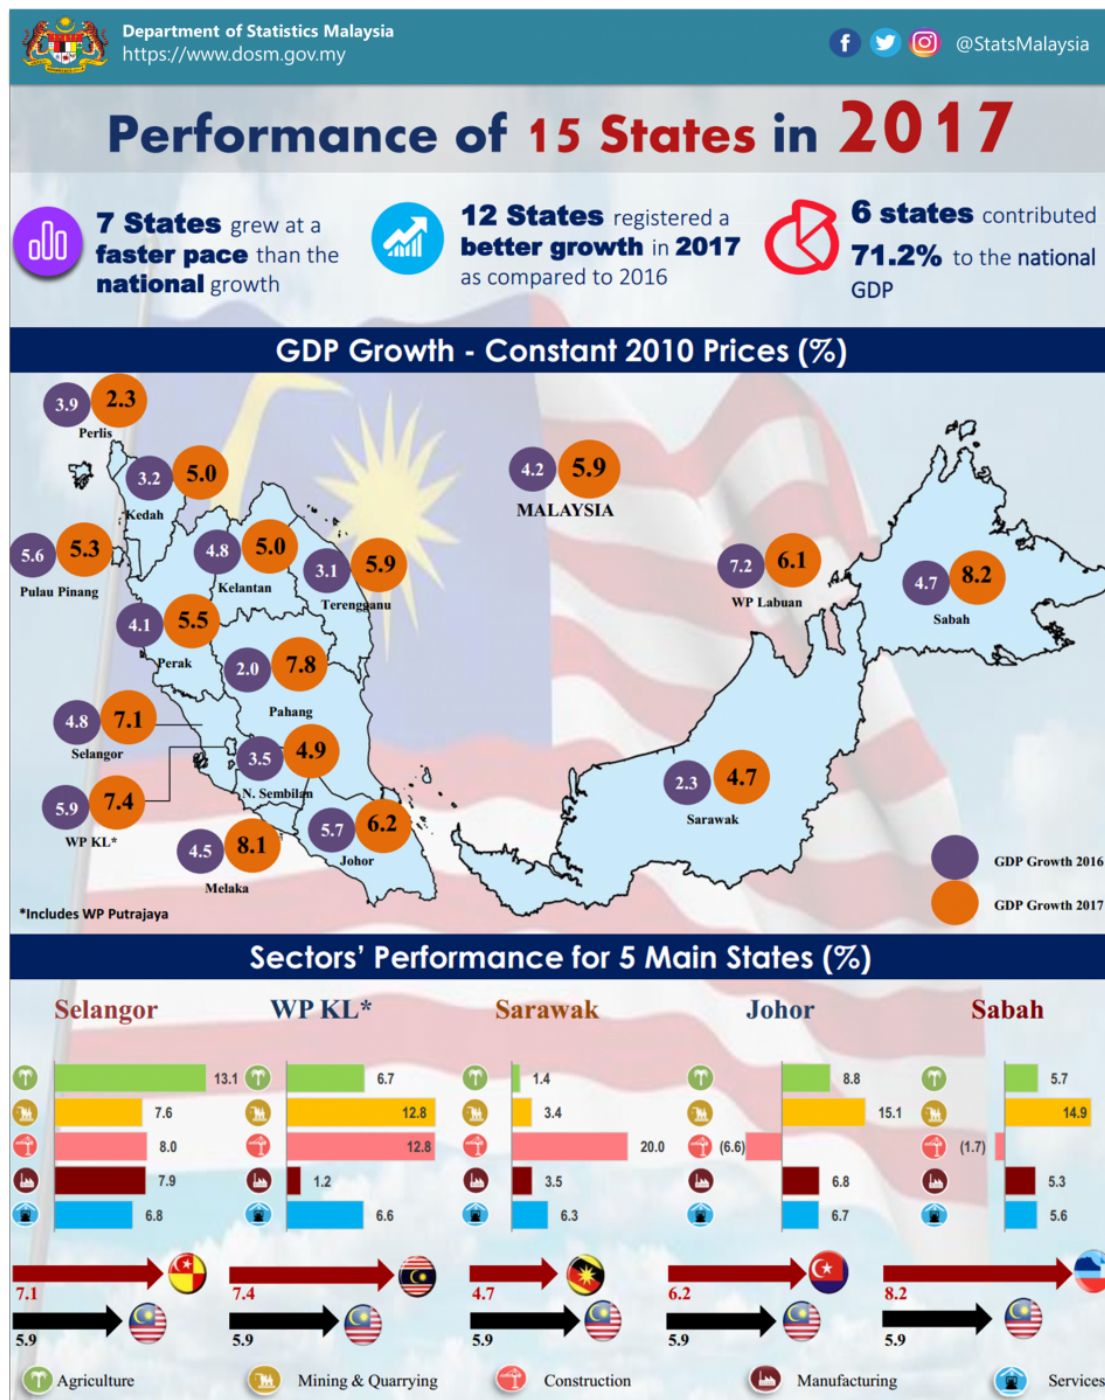 Department of Statistics Malaysia
https://www.dosm.gov.my
@StatsMalaysia
Performance of 15 States in 2017
7 States grew at a
faster pace than the
national growth
12 States registered a
better growth in 2017
as compared to 2016
6 states contributed
71.2% to the national
GDP
GDP Growth - Constant 2010 Prices (%)
3.9 2.3
Perlis
3.2 5.0
Kedah
5.6 5.3
Pulau Pinang
4.8 5.0
Kelantan
3.1 5.9
Terengganu
4.1 5.5
Perak
2.0 7.8
Pahang
4.8 7.1
Selangor
3.5 4.9
N. Sembilan
5.9 7.4
WP KL*
5.7 6.2
Johor
4.5 8.1
Melaka
4.2 5.9
MALAYSIA
7.2 6.1
WP Labuan
4.7 8.2
Sabah
2.3 4.7
Sarawak
GDP Growth 2016
GDP Growth 2017
*Includes WP Putrajaya
Sectors' Performance for 5 Main States (%)
Selangor
13.1
7.6
8.0
7.9
6.8
7.1
5.9
WP KL*
6.7
12.8
12.8
1.2
6.6
7.4
5.9
Sarawak
1.4
3.4
20.0
3.5
6.3
4.7
5.9
Johor
8.8
15.1
(6.6)
6.8
6.7
6.2
5.9
Sabah
5.7
14.9
(1.7)
5.3
5.6
8.2
5.9
Agriculture
Mining & Quarrying
Construction
Manufacturing
Services